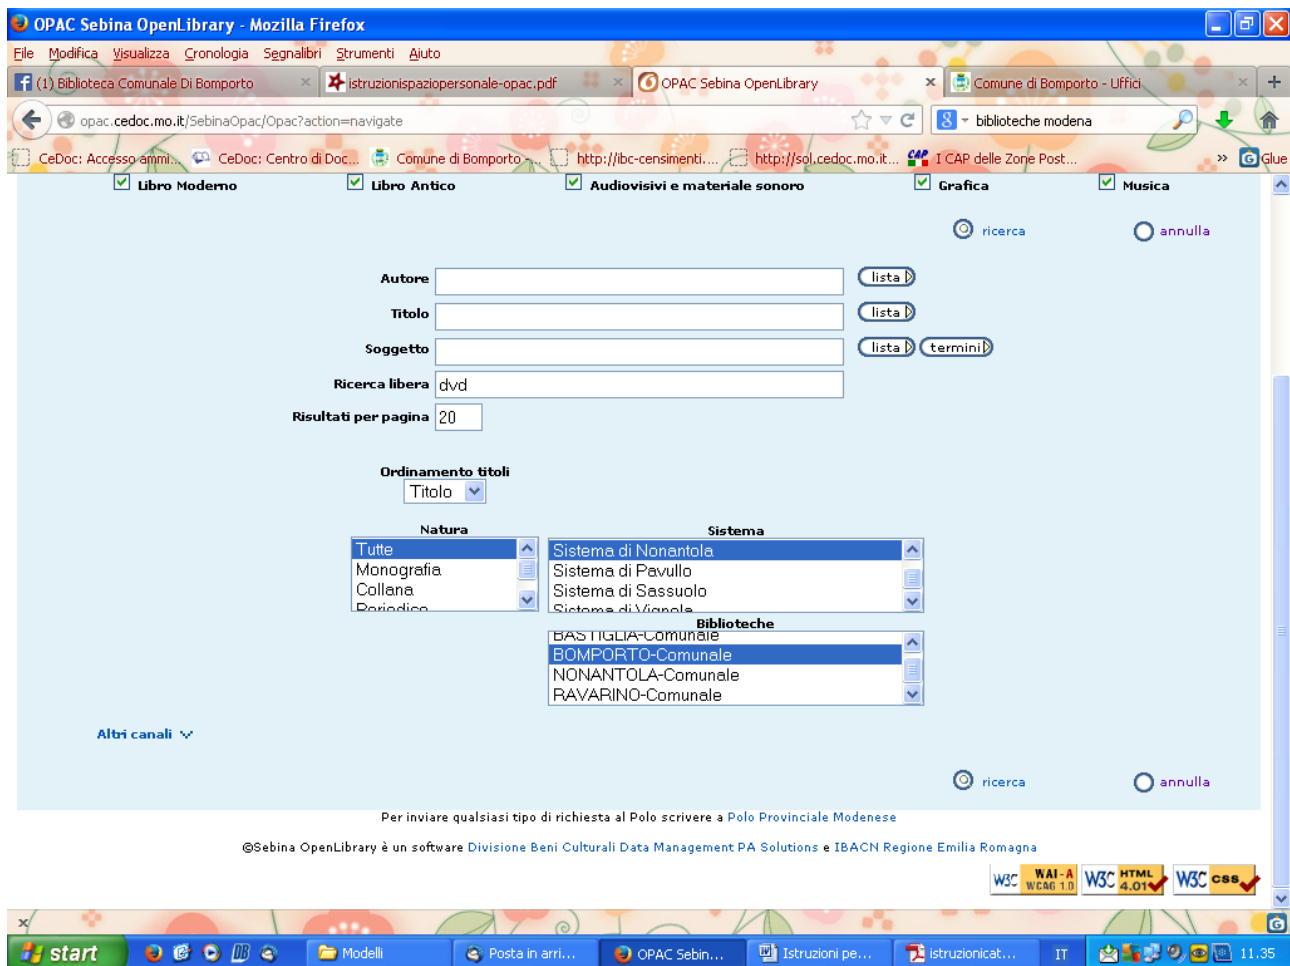 OPAC Sebina OpenLibrary - Mozilla Firefox
File Modifica Visualizza Cronologia Segnalibri Strumenti Aiuto
(1) Biblioteca Comunale Di Bomporto × istruzionispaziopersonale-opac.pdf × OPAC Sebina OpenLibrary × Comune di Bomporto - Uffici × +
opac.cedoc.mo.it/SebinaOpac/Opac?action=navigate biblioteche modena
CeDoc: Accesso ammi... CeDoc: Centro di Doc... Comune di Bomporto -... http://ibc-censimenti.... http://sol.cedoc.mo.it... CAP I CAP delle Zone Post... » Glue
Libro Moderno Libro Antico Audiovisivi e materiale sonoro Grafica Musica
ricerca annulla
Autore lista
Titolo lista
Soggetto lista termini
Ricerca libera dvd
Risultati per pagina 20
Ordinamento titoli
Titolo
Natura Sistema
Tutte Sistema di Nonantola
Monografia Sistema di Pavullo
Collana Sistema di Sassuolo
Periodico Sistema di Vignola
Biblioteche
BASTIGLIA-Comunale
BOMPORTO-Comunale
NONANTOLA-Comunale
RAVARINO-Comunale
Altri canali
ricerca annulla
Per inviare qualsiasi tipo di richiesta al Polo scrivere a Polo Provinciale Modenese
©Sebina OpenLibrary è un software Divisione Beni Culturali Data Management PA Solutions e IBACN Regione Emilia Romagna
W3C WAI-A WCAG 1.0 W3C HTML 4.01 W3C css
x
start Modelli Posta in arri... OPAC Sebin... Istruzioni pe... istruzionicat... IT 11.35